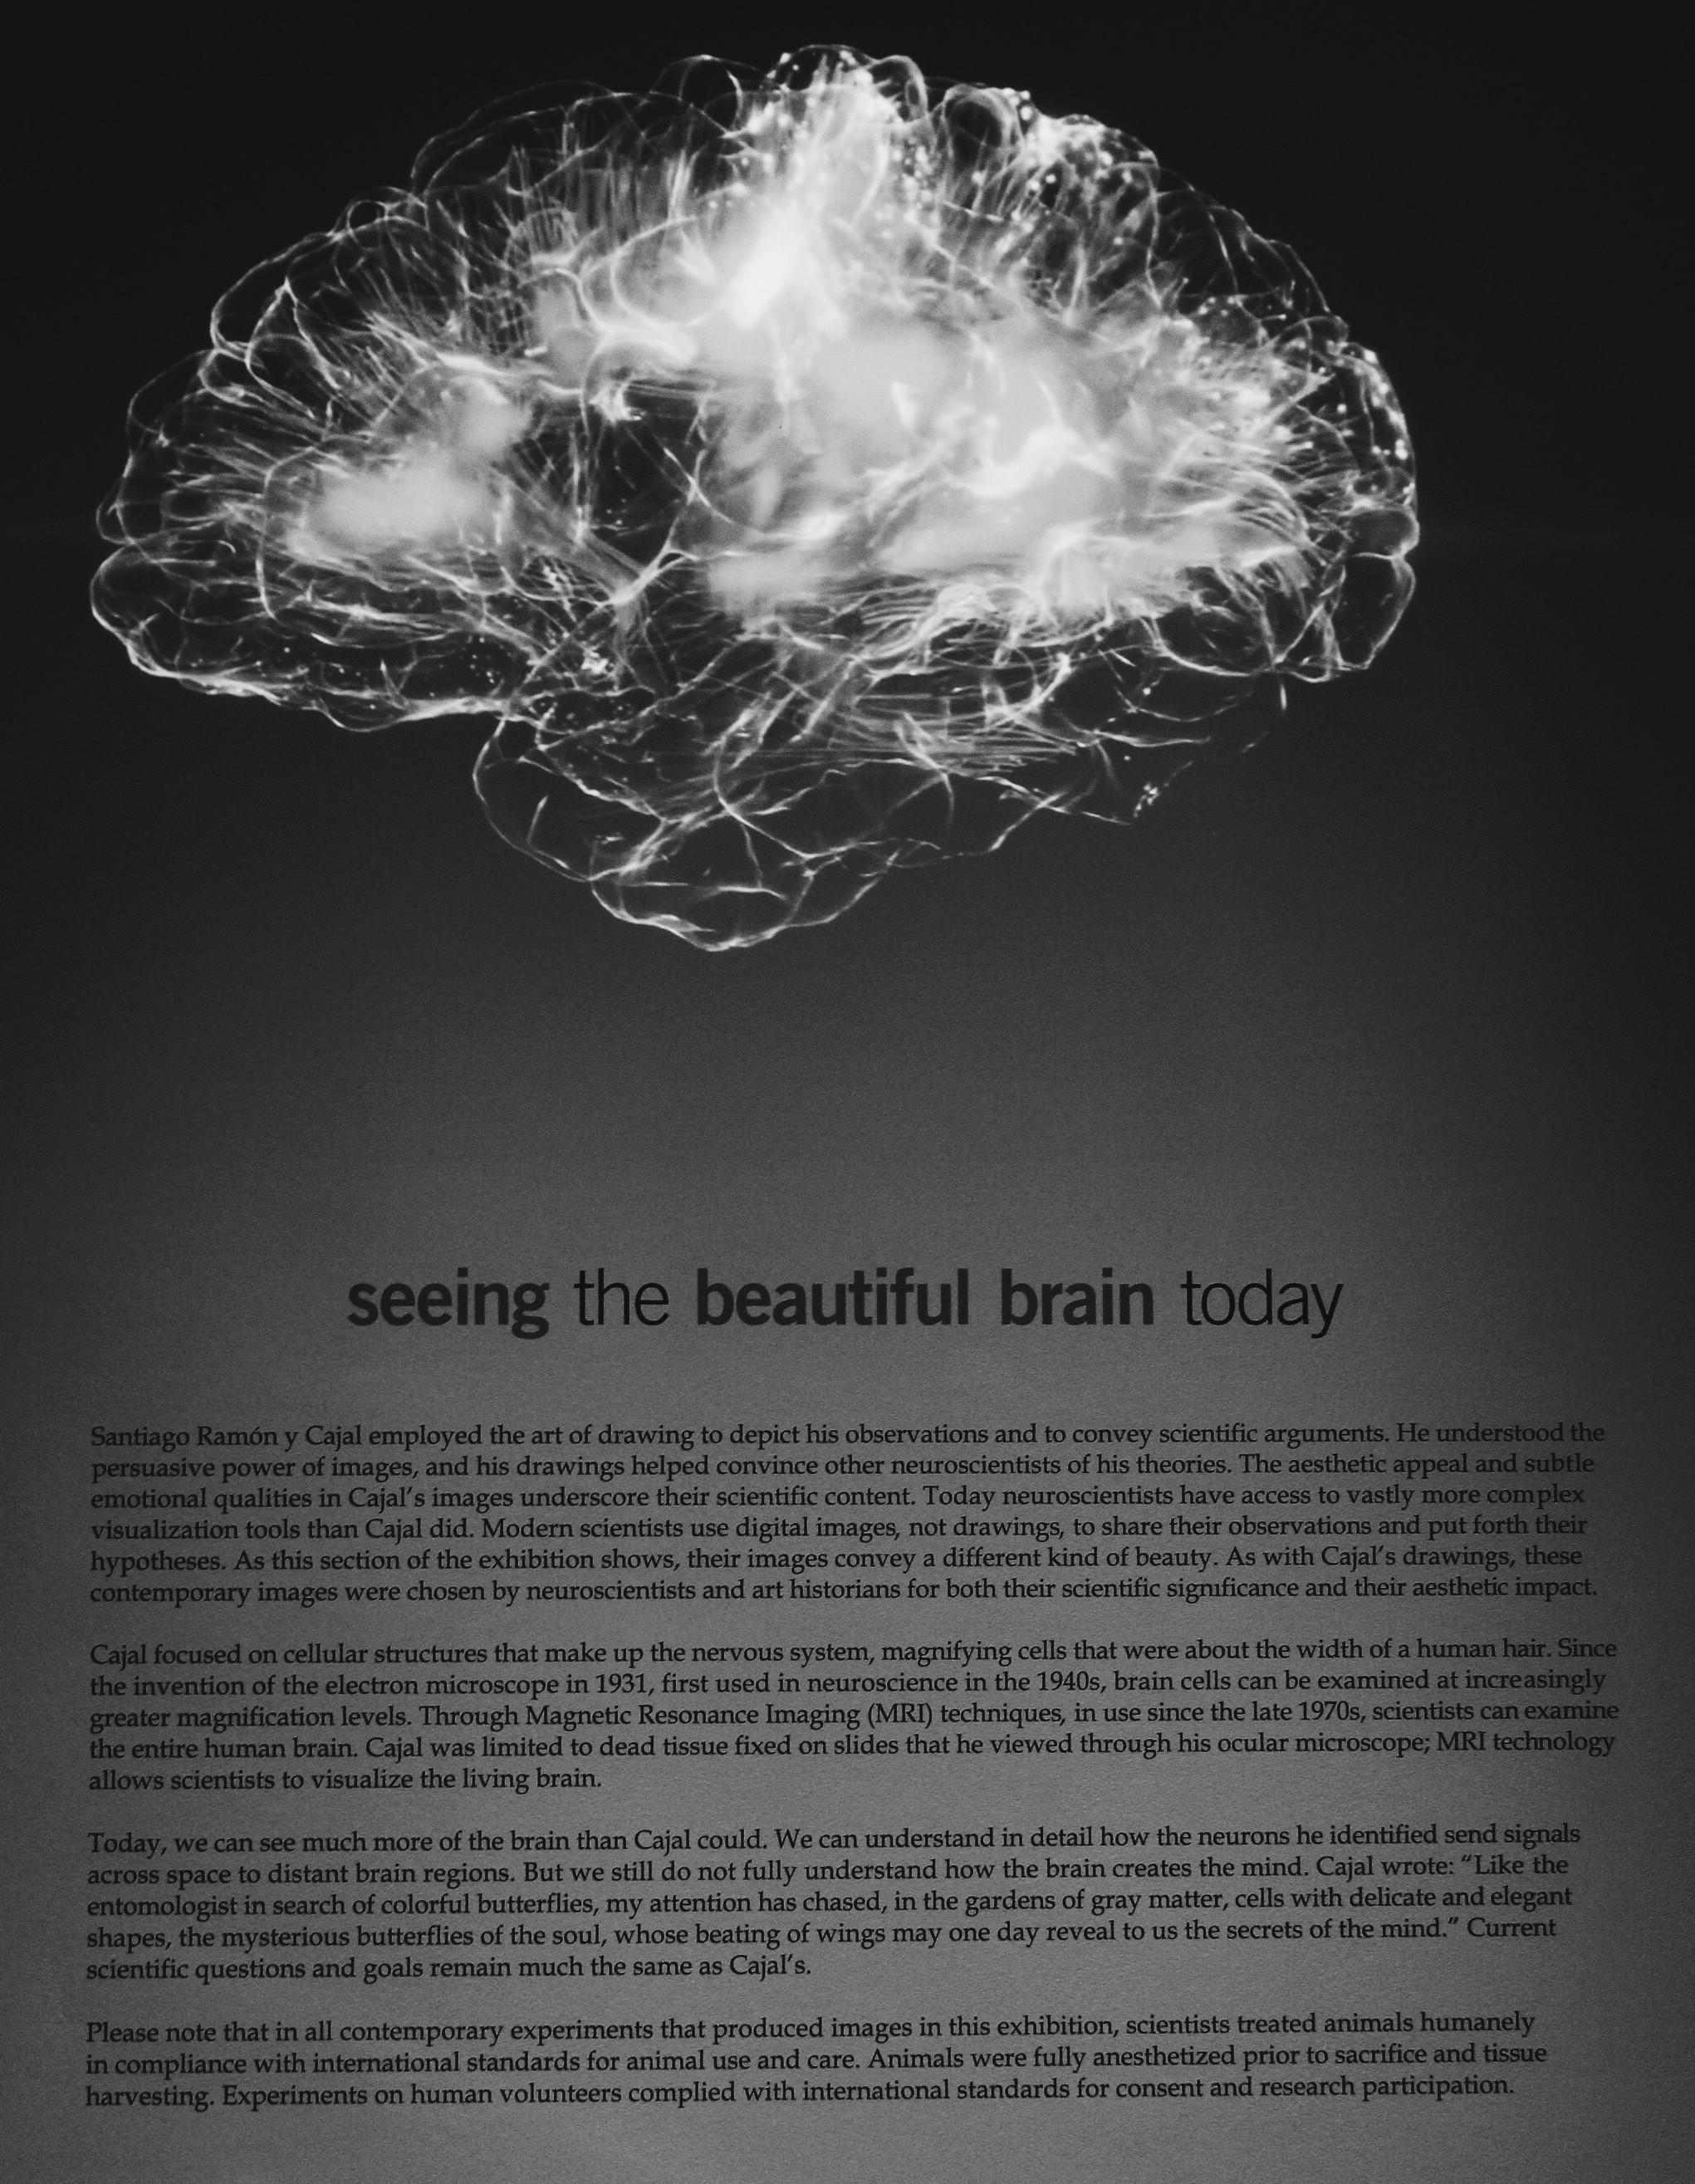 seeing the beautiful brain today
Santiago Ramón y Cajal employed the art of drawing to depict his observations and to convey scientific arguments. He understood the
persuasive power of images, and his drawings helped convince other neuroscientists of his theories. The aesthetic appeal and subtle
emotional qualities in Cajal's images underscore their scientific content. Today neuroscientists have access to vastly more complex
visualization tools than Cajal did. Modern scientists use digital images, not drawings, to share their observations and put forth their
hypotheses. As this section of the exhibition shows, their images convey a different kind of beauty. As with Cajal's drawings, these
contemporary images were chosen by neuroscientists and art historians for both their scientific significance and their aesthetic impact.
Cajal focused on cellular structures that make up the nervous system, magnifying cells that were about the width of a human hair. Since
the invention of the electron microscope in 1931, first used in neuroscience in the 1940s, brain cells can be examined at increasingly
greater magnification levels. Through Magnetic Resonance Imaging (MRI) techniques, in use since the late 1970s, scientists can examine
the entire human brain. Cajal was limited to dead tissue fixed on slides that he viewed through his ocular microscope; MRI technology
allows scientists to visualize the living brain.
Today, we can see much more of the brain than Cajal could. We can understand in detail how the neurons he identified send signals
across space to distant brain regions. But we still do not fully understand how the brain creates the mind. Cajal wrote: "Like the
entomologist in search of colorful butterflies, my attention has chased, in the gardens of gray matter, cells with delicate and elegant
shapes, the mysterious butterflies of the soul, whose beating of wings may one day reveal to us the secrets of the mind." Current
scientific questions and goals remain much the same as Cajal's.
Please note that in all contemporary experiments that produced images in this exhibition, scientists treated animals humanely
in compliance with international standards for animal use and care. Animals were fully anesthetized prior to sacrifice and tissue
harvesting. Experiments on human volunteers complied with international standards for consent and research participation.